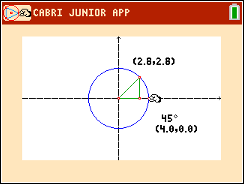 CABRI JUNIOR APP
(2.8,2.8)
45°
(4.0,0.0)